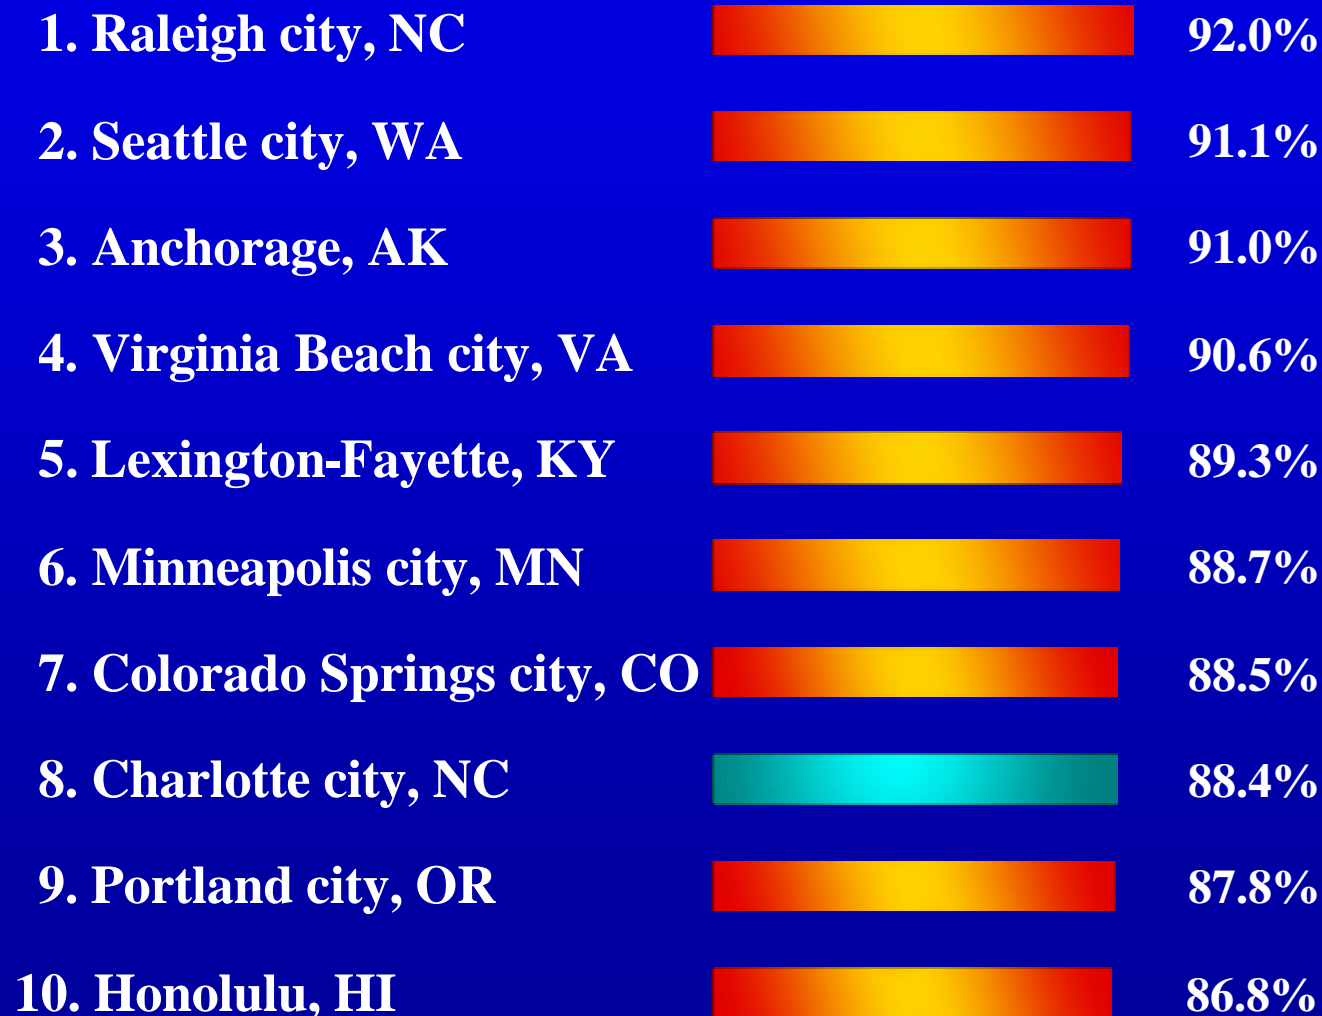 1. Raleigh city, NC 92.0%
2. Seattle city, WA 91.1%
3. Anchorage, AK 91.0%
4. Virginia Beach city, VA 90.6%
5. Lexington-Fayette, KY 89.3%
6. Minneapolis city, MN 88.7%
7. Colorado Springs city, CO 88.5%
8. Charlotte city, NC 88.4%
9. Portland city, OR 87.8%
10. Honolulu, HI 86.8%